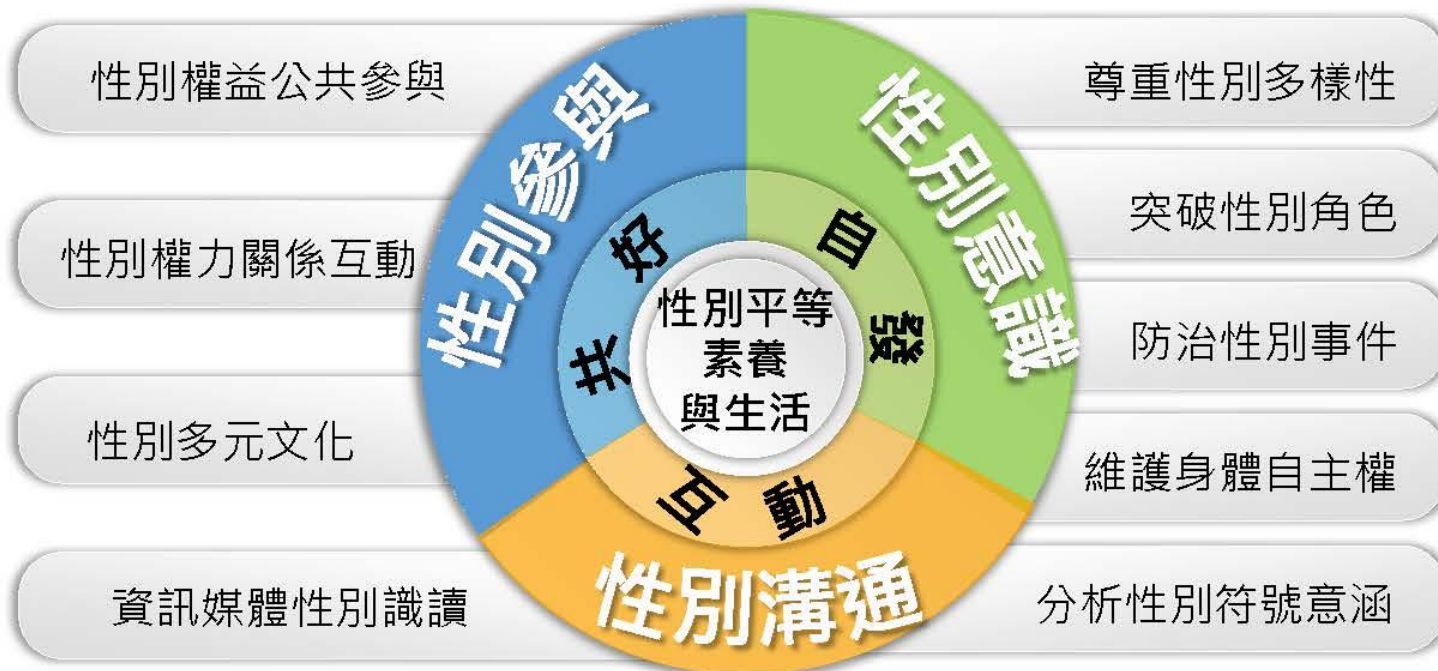 性別權益公共參與
性別權力關係互動
性別多元文化
資訊媒體性別識讀
性別參與
共好
性別平等
素養
與生活
自發
性別意識
互動
性別溝通
尊重性別多樣性
突破性別角色
防治性別事件
維護身體自主權
分析性別符號意涵